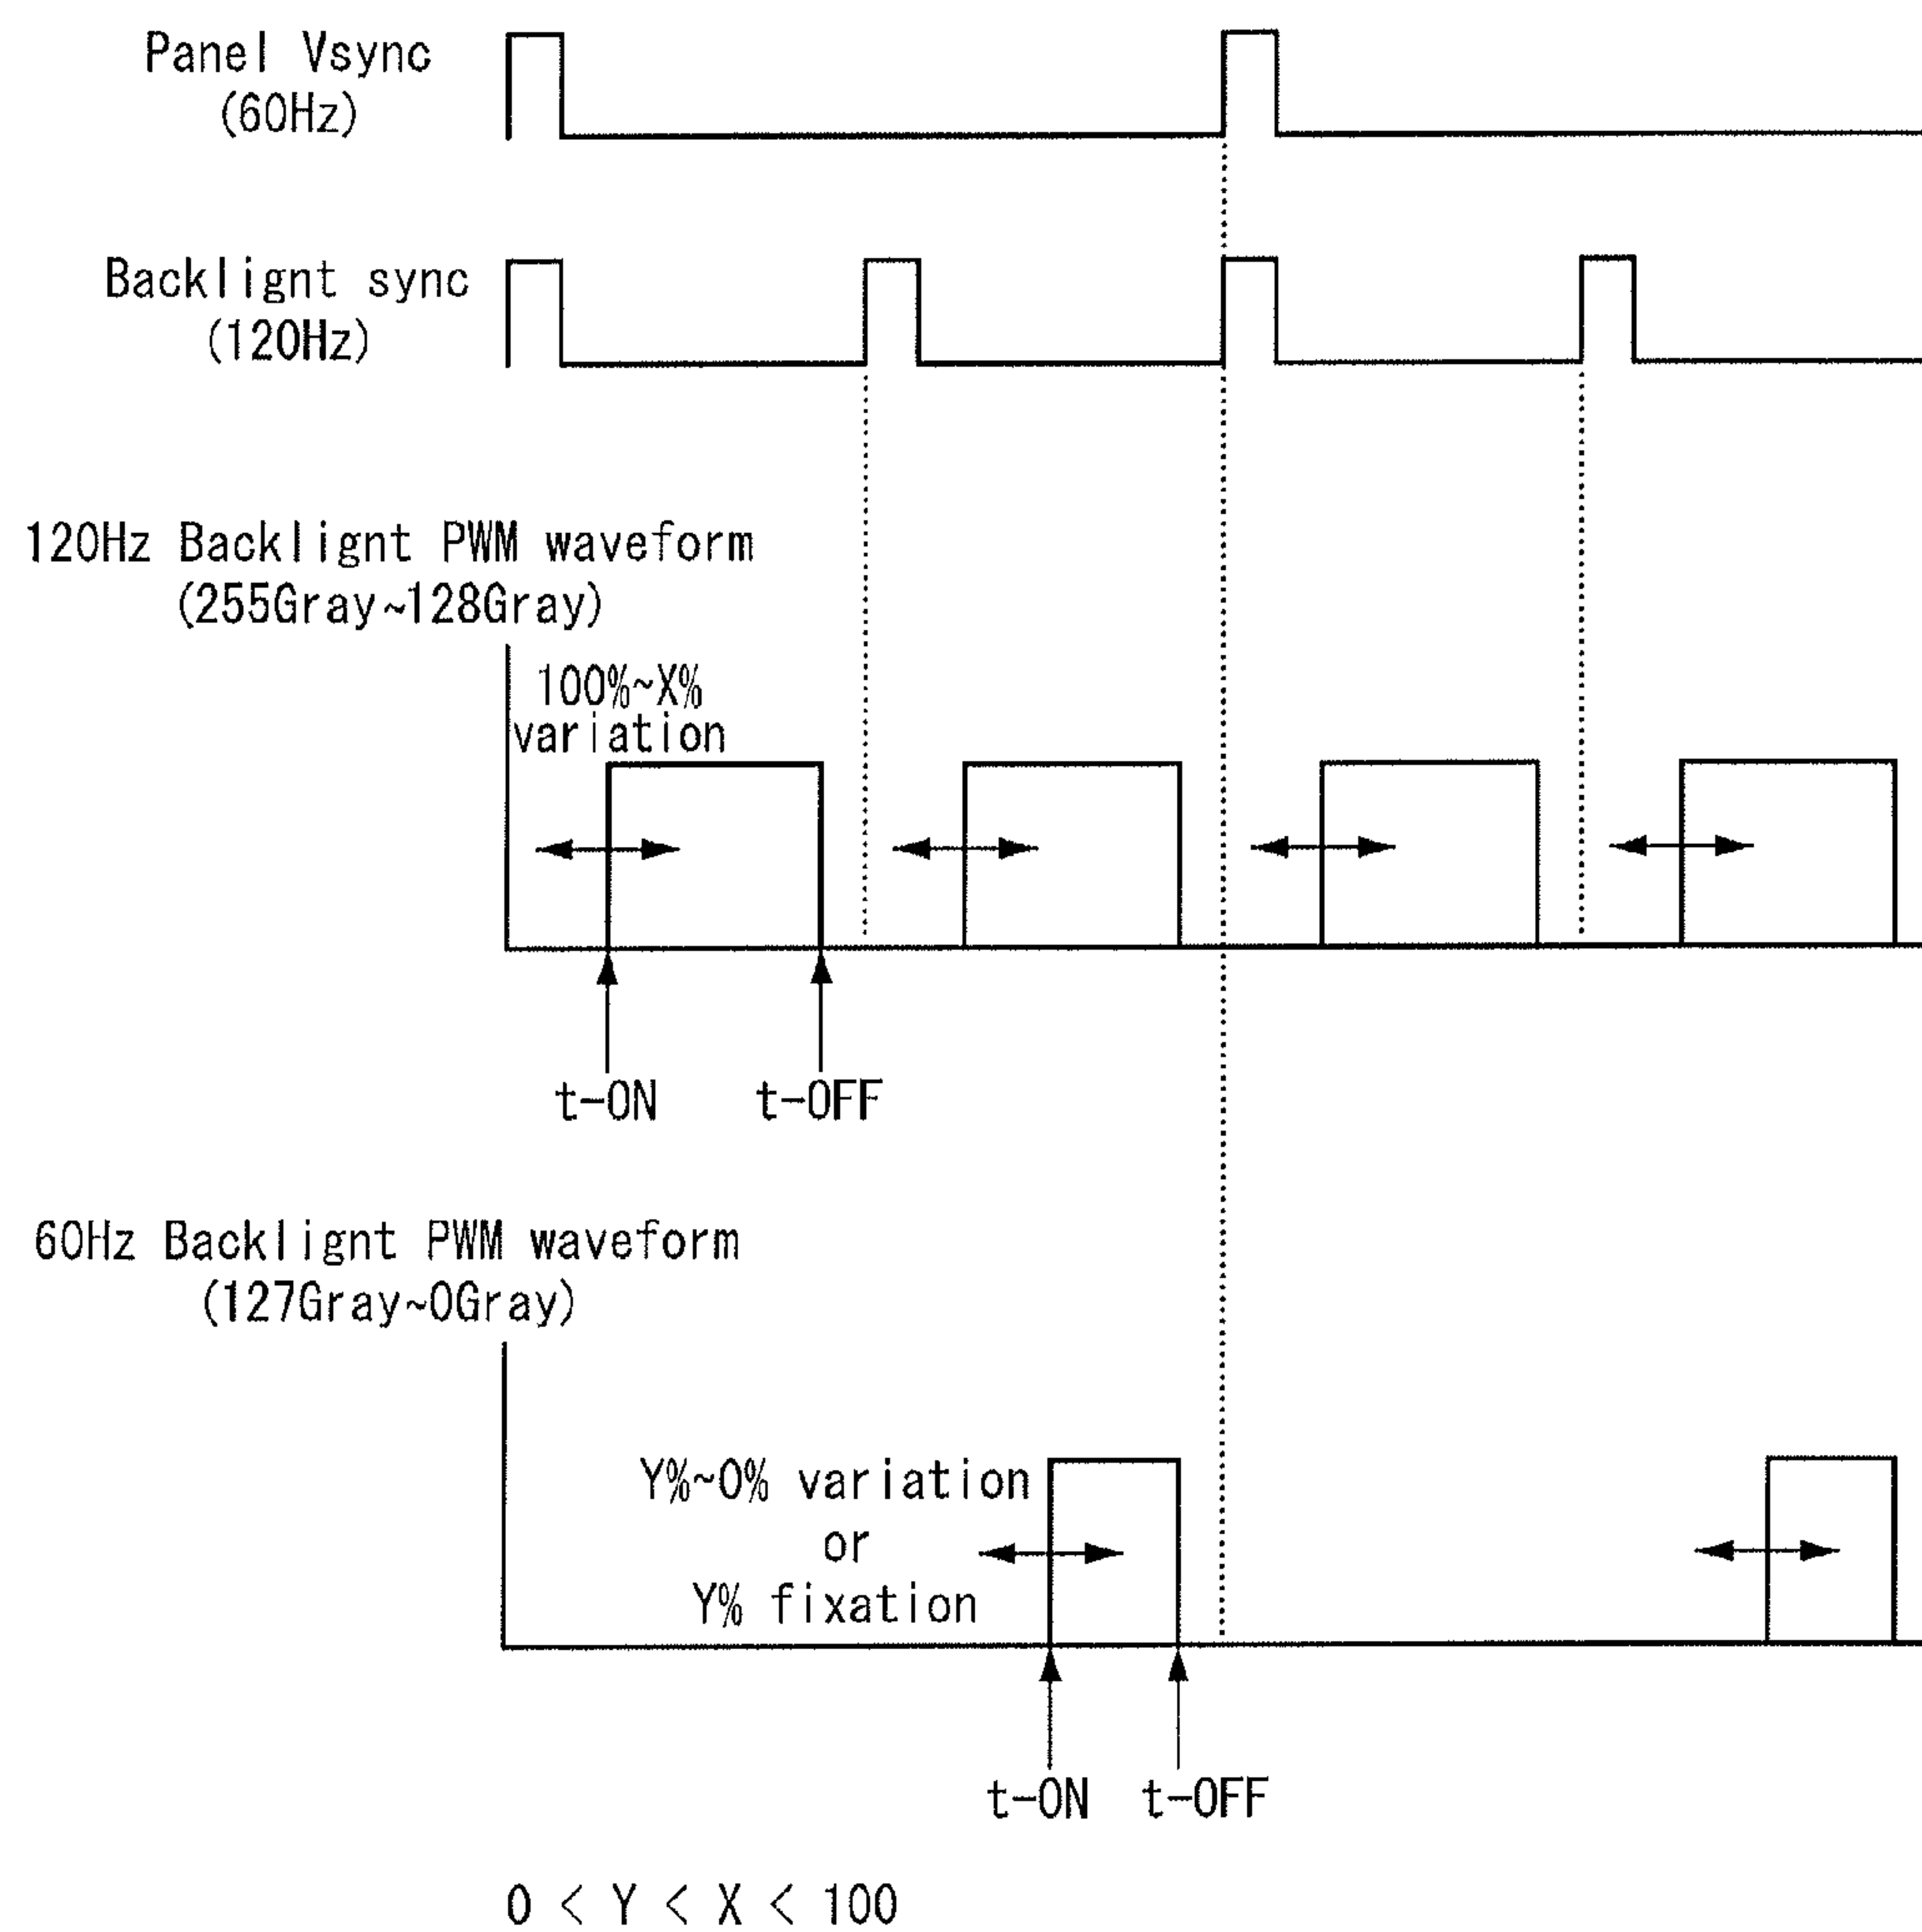 Panel Vsync
(60Hz)
Backlignt sync
(120Hz)
120Hz Backlignt PWM waveform
(255Gray~128Gray)
100%~X%
variation
t-ON t-OFF
60Hz Backlignt PWM waveform
(127Gray~0Gray)
Y%~0% variation
or
Y% fixation
t-ON t-OFF
0 < Y < X < 100